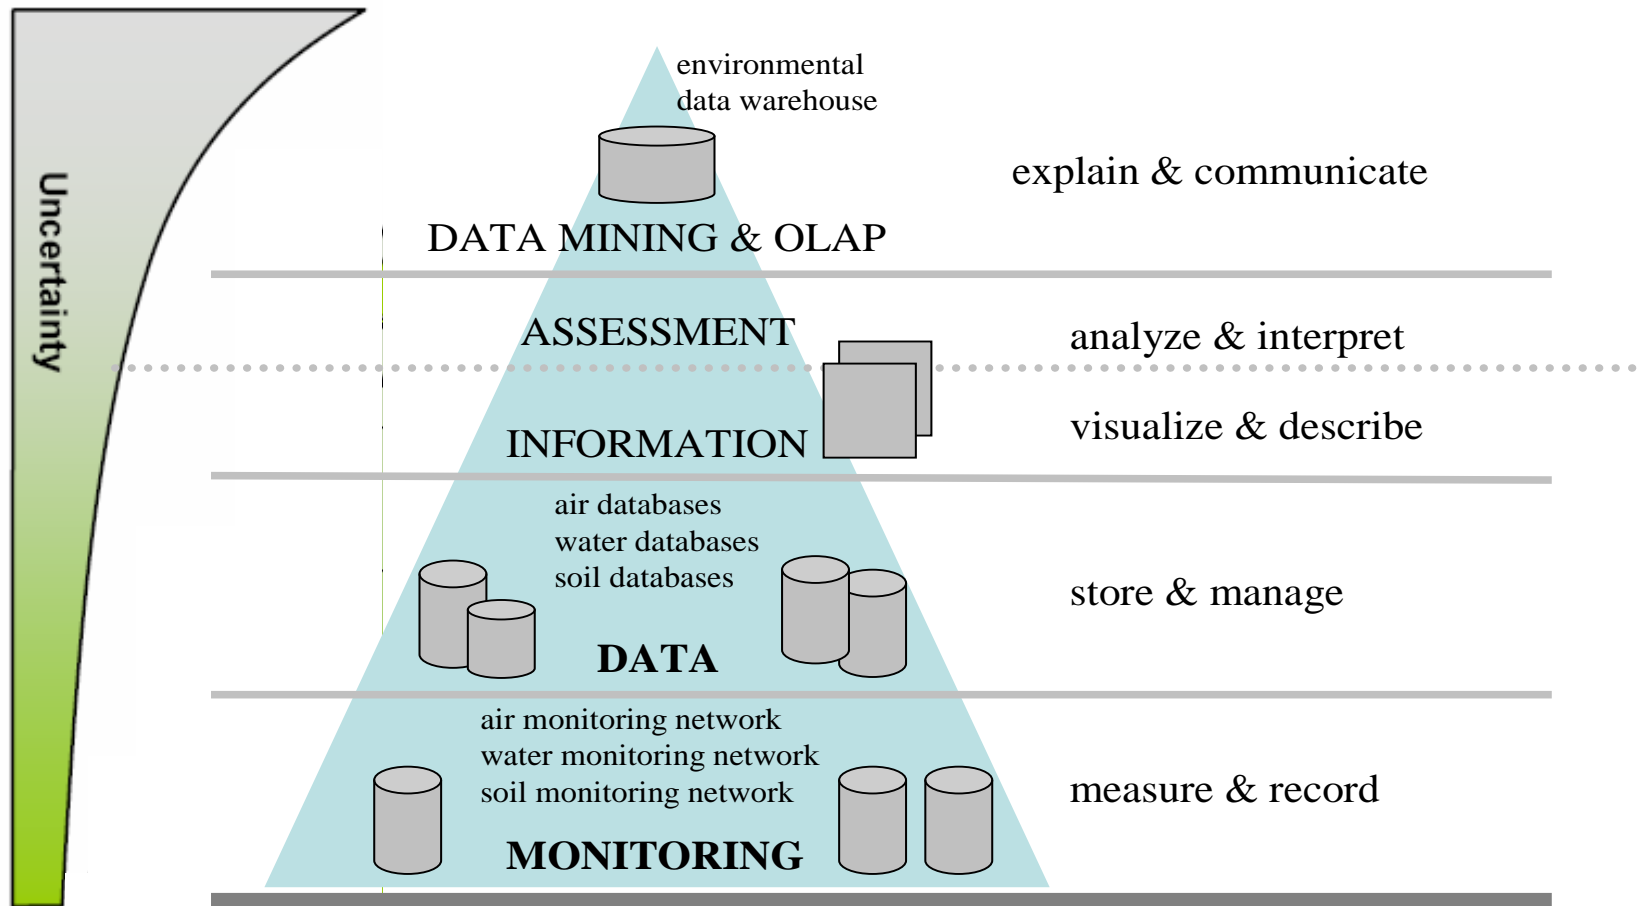 Uncertainty
environmental
data warehouse
explain & communicate
DATA MINING & OLAP
ASSESSMENT
analyze & interpret
INFORMATION
visualize & describe
air databases
water databases
soil databases
DATA
store & manage
air monitoring network
water monitoring network
soil monitoring network
MONITORING
measure & record